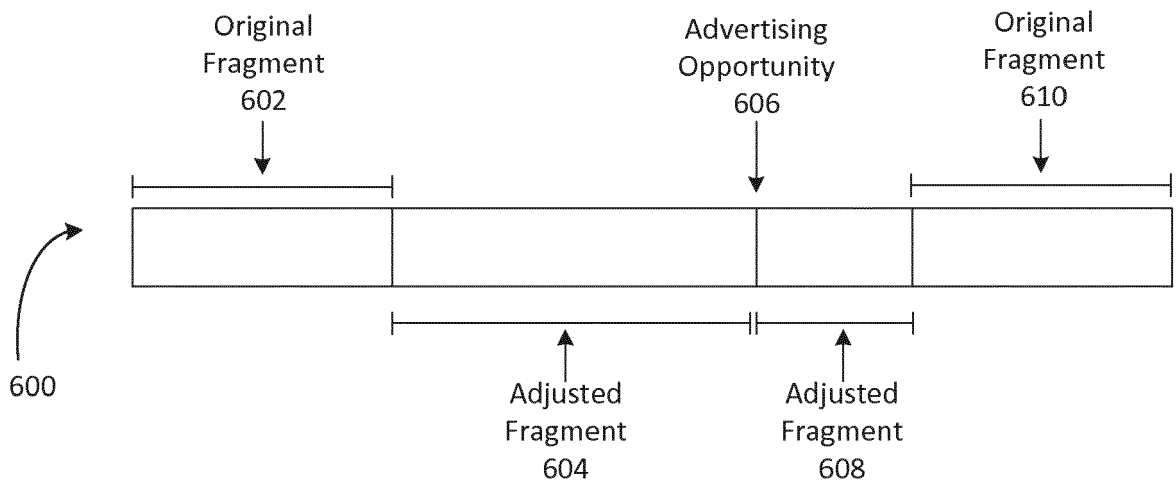 Original
Fragment
602
Advertising
Opportunity
606
Original
Fragment
610
600
Adjusted
Fragment
604
Adjusted
Fragment
608